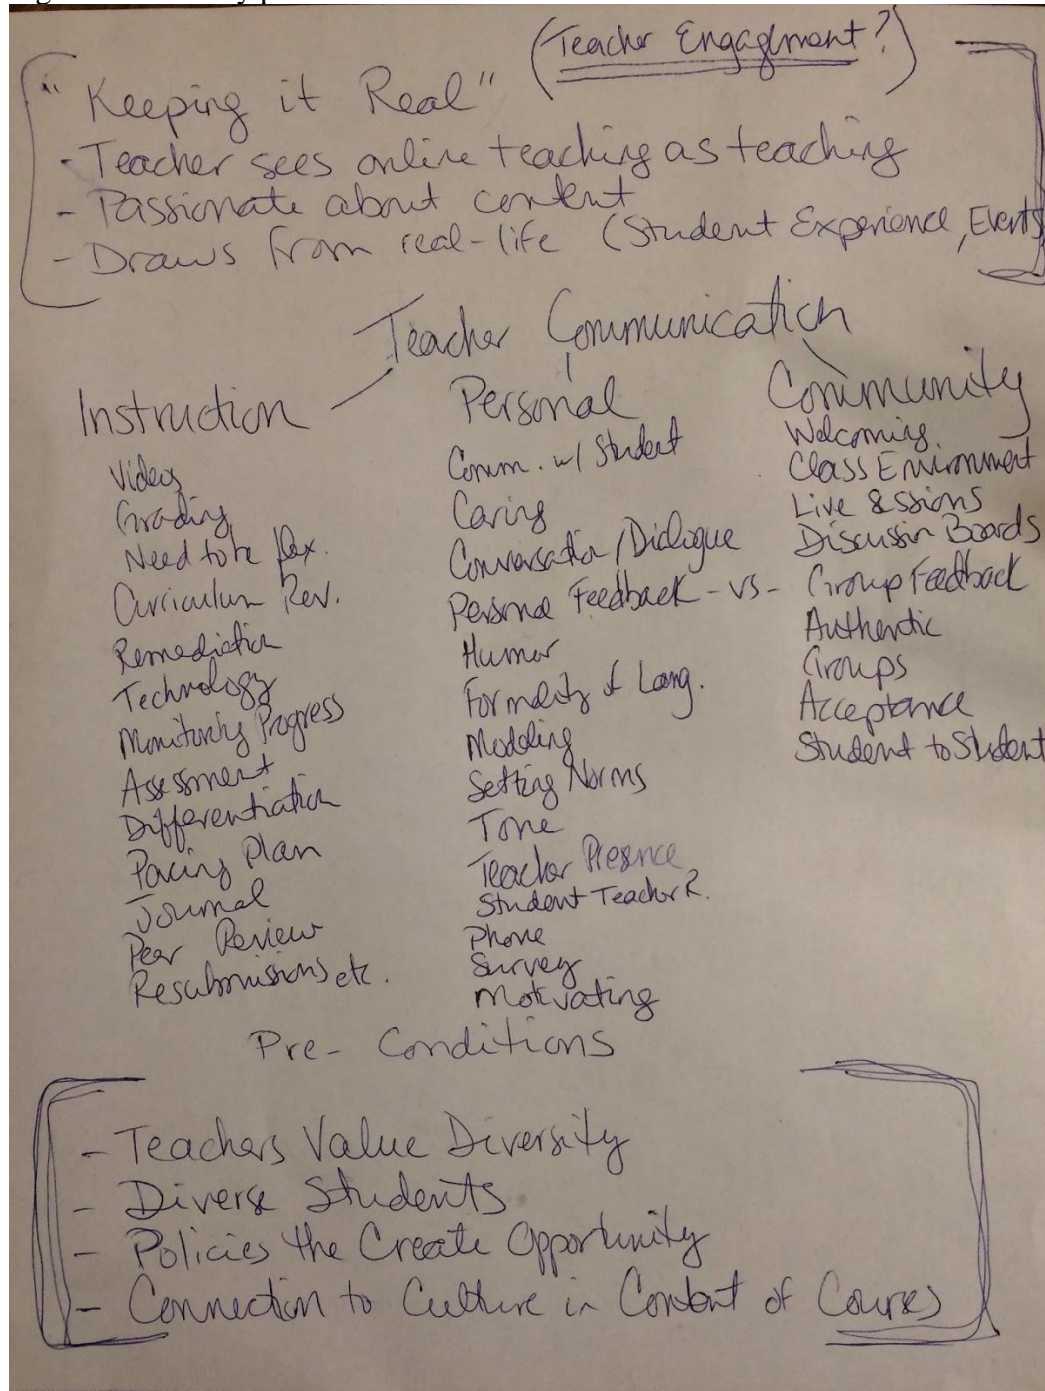 (Teacher Engagement?)
"Keeping it Real"
- Teacher sees online teaching as teaching
- Passionate about content
- Draws from real-life (Student Experience, Events
Teacher Communication
Instruction
Video
Grading
Need to be flex.
Curriculum Rev.
Remediation
Technology
Monitoring Progress
Assessment
Differentiation
Pacing Plan
Journal
Peer Review
Resubmissions etc.
Personal
Comm. w/ Student
Caring
Conversation/Dialogue
Personal Feedback - vs -
Humor
Formality of Lang.
Modeling
Setting Norms
Tone
Teacher Presence
Student Teacher R.
Phone
Survey
Motivating
Community
Welcoming
Class Environment
Live Sessions
Discussion Boards
Group Feedback
Authentic
Groups
Acceptance
Student to Student
Pre-Conditions
- Teachers Value Diversity
- Diverse Students
- Policies the Create Opportunity
- Connection to Culture in Content of Courses